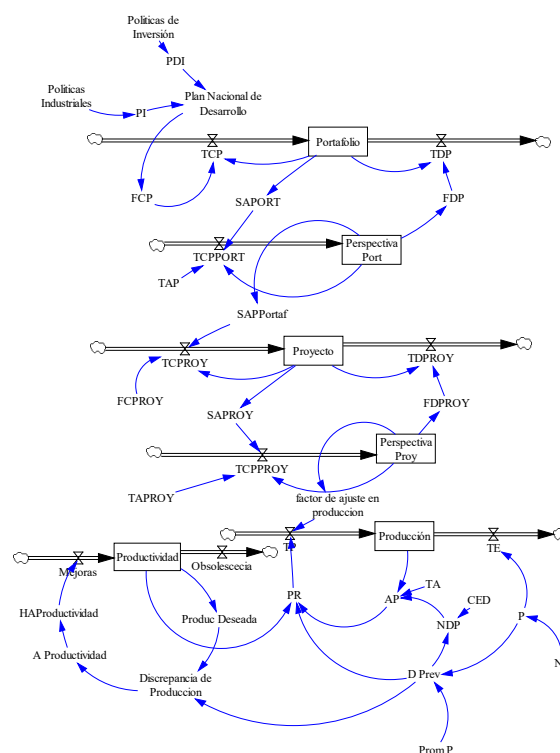 Politicas de
Inversión
PDI
Politicas
Industriales
Plan Nacional de
Desarrollo
PI
Portafolio
TCP
TDP
FCP
SAPORT
FDP
Perspectiva
Port
TCPPORT
TAP
SAPPortaf
Proyecto
TCPROY
TDPROY
FCPROY
SAPROY
FDPROY
Perspectiva
Proy
TCPPROY
TAPROY
factor de ajuste en
produccion
Productividad
Producción
Mejoras
Obsolescecia
TE
PR
AP
TA
CED
HAProductividad
Produc Deseada
NDP
P
A Productividad
Discrepancia de
Produccion
D Prev
N
Prom P